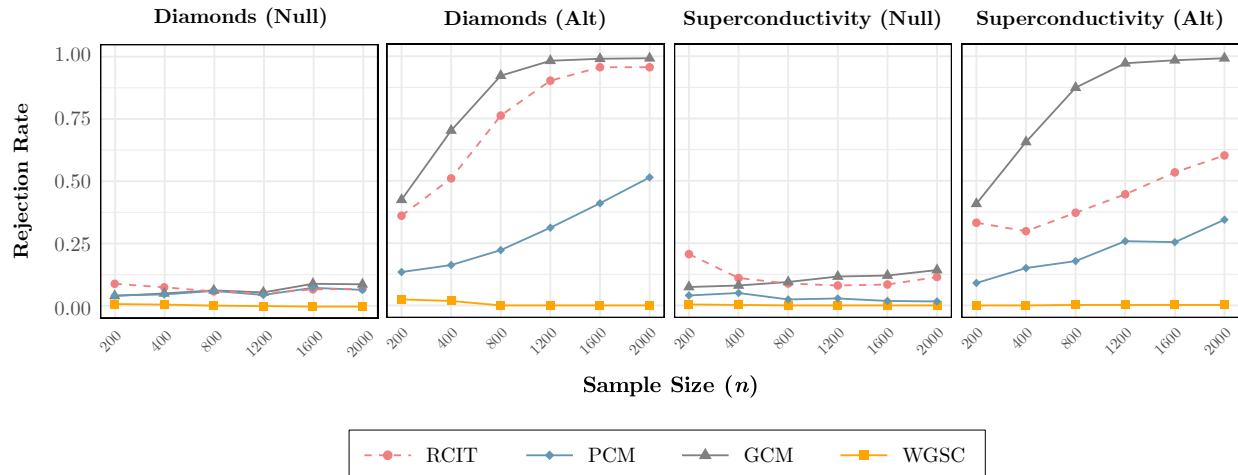 Diamonds (Null) Diamonds (Alt) Superconductivity (Null) Superconductivity (Alt)
Rejection Rate
1.00
0.75
0.50
0.25
0.00
200 400 800 1200 1600 2000 200 400 800 1200 1600 2000 200 400 800 1200 1600 2000 200 400 800 1200 1600 2000
Sample Size (n)
RCIT PCM GCM WGSC